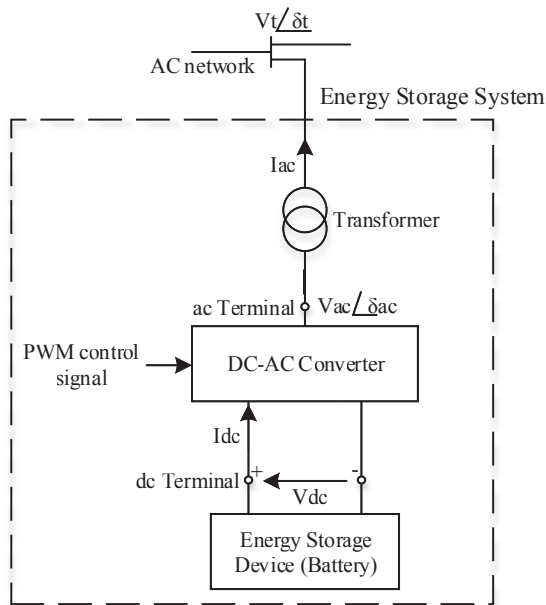 Vt∠δt
AC network
Energy Storage System
Iac
Transformer
ac Terminal
Vac∠δac
PWM control
signal
DC-AC Converter
Idc
+
-
dc Terminal
Vdc
Energy Storage
Device (Battery)